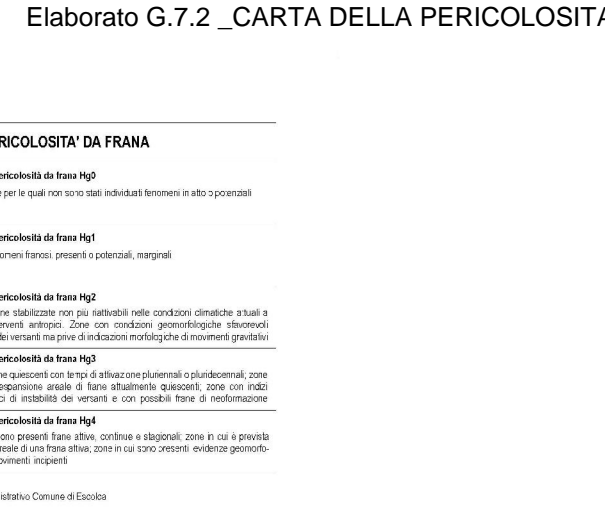 Elaborato G.7.2 _CARTA DELLA PERICOLOSITA
RICOLOSITA' DA FRANA
ericolosità da frana Hg0
e per le quali non sono stati individuati fenomeni in atto o potenziali
ericolosità da frana Hg1
omeni franosi. presenti o potenziali, marginali
ericolosità da frana Hg2
ne stabilizzate non più riattivabili nelle condizioni climatiche attuali a
erventi antropici. Zone con condizioni geomorfologiche sfavorevoli
dei versanti ma prive di indicazioni morfologiche di movimenti gravitativi
ericolosità da frana Hg3
ne quiescenti con tempi di attivazione pluriennali o pluridecennali; zone
espansione areale di frane attualmente quiescenti; zone con indizi
ci di instabilità dei versanti e con possibili frane di neoformazione
ericolosità da frana Hg4
ono presenti frane attive, continue e stagionali; zone in cui è prevista
reale di una frana attiva; zone in cui sono presenti evidenze geomorfo-
ovimenti incipienti
istrativo Comune di Escolca